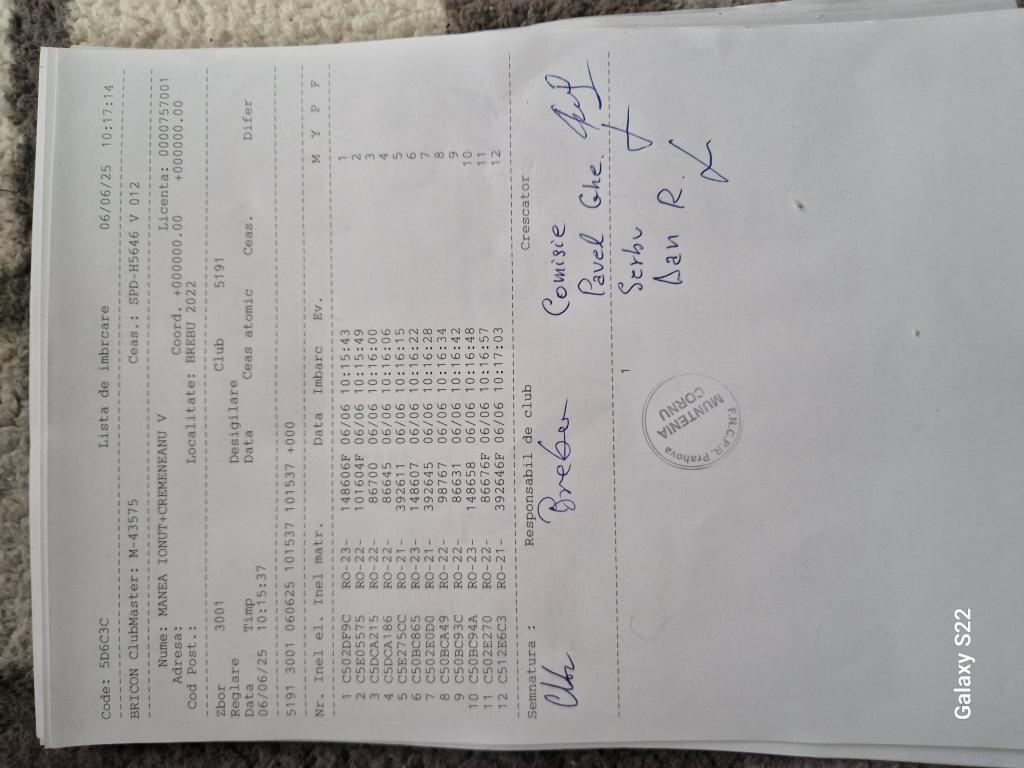 Code: 5D6C3C Lista de imbrcare 06/06/25 10:17:14
BRICON ClubMaster: M-43575 Ceas.: SPD-H5646 V 012
Nume: MANEA IONUT+CREMENEANU V Licenta: 0000757001
Adresa: Coord. +000000.00 +000000.00
Cod Post.: Localitate: BREBU 2022
Zbor 3001 Club 5191
Reglare Desigilare
Data Timp Data Ceas atomic Ceas. Difer
06/06/25 10:15:37
5191 3001 060625 101537 101537 101537 +000
Nr. Inel el. Inel matr. Data Imbarc Ev. M Y P F
1 C502DF9C RO-23- 148606F 06/06 10:15:43 1
2 C5E05575 RO-22- 101604F 06/06 10:15:49 2
3 C5DCA215 RO-22- 86700 06/06 10:16:00 3
4 C5DCA186 RO-22- 86645 06/06 10:16:06 4
5 C5E275CC RO-21- 392611 06/06 10:16:15 5
6 C50BC865 RO-23- 148607 06/06 10:16:22 6
7 C502E0D0 RO-21- 392645 06/06 10:16:28 7
8 C50BCA49 RO-22- 98767 06/06 10:16:34 8
9 C50BC93C RO-22- 86631 06/06 10:16:42 9
10 C50BC94A RO-23- 148658 06/06 10:16:48 10
11 C502E270 RO-22- 86676F 06/06 10:16:57 11
12 C512E6C3 RO-21- 392646F 06/06 10:17:03 12
Semnatura : Responsabil de club Crescator
Brebu Comisie
Pavel Ghe.
1
Serbu
Dan R.
F.N.C.P.R. Prahova
MUNTENIA
CORNU
Galaxy S22